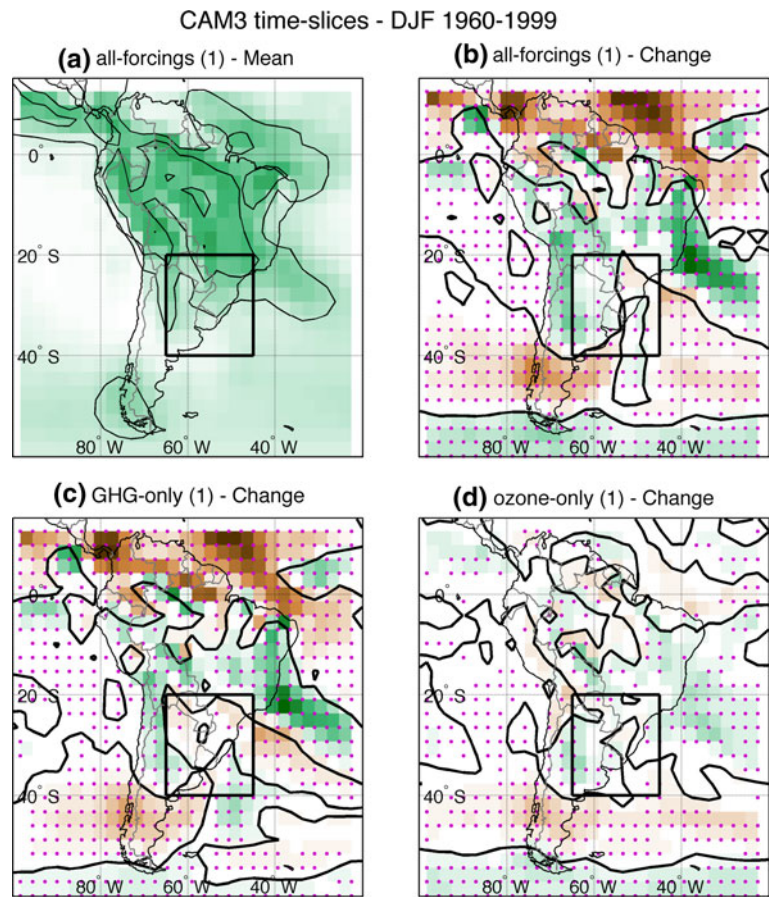 CAM3 time-slices - DJF 1960-1999
(a) all-forcings (1) - Mean
(b) all-forcings (1) - Change
0°
20° S
40° S
80° 60° W 40°
0°
20° S
40° S
80° 60° W 40°
(c) GHG-only (1) - Change
(d) ozone-only (1) - Change
0°
20° S
40° S
80° 60° W 40°
0°
20° S
40° S
80° 60° W 40°